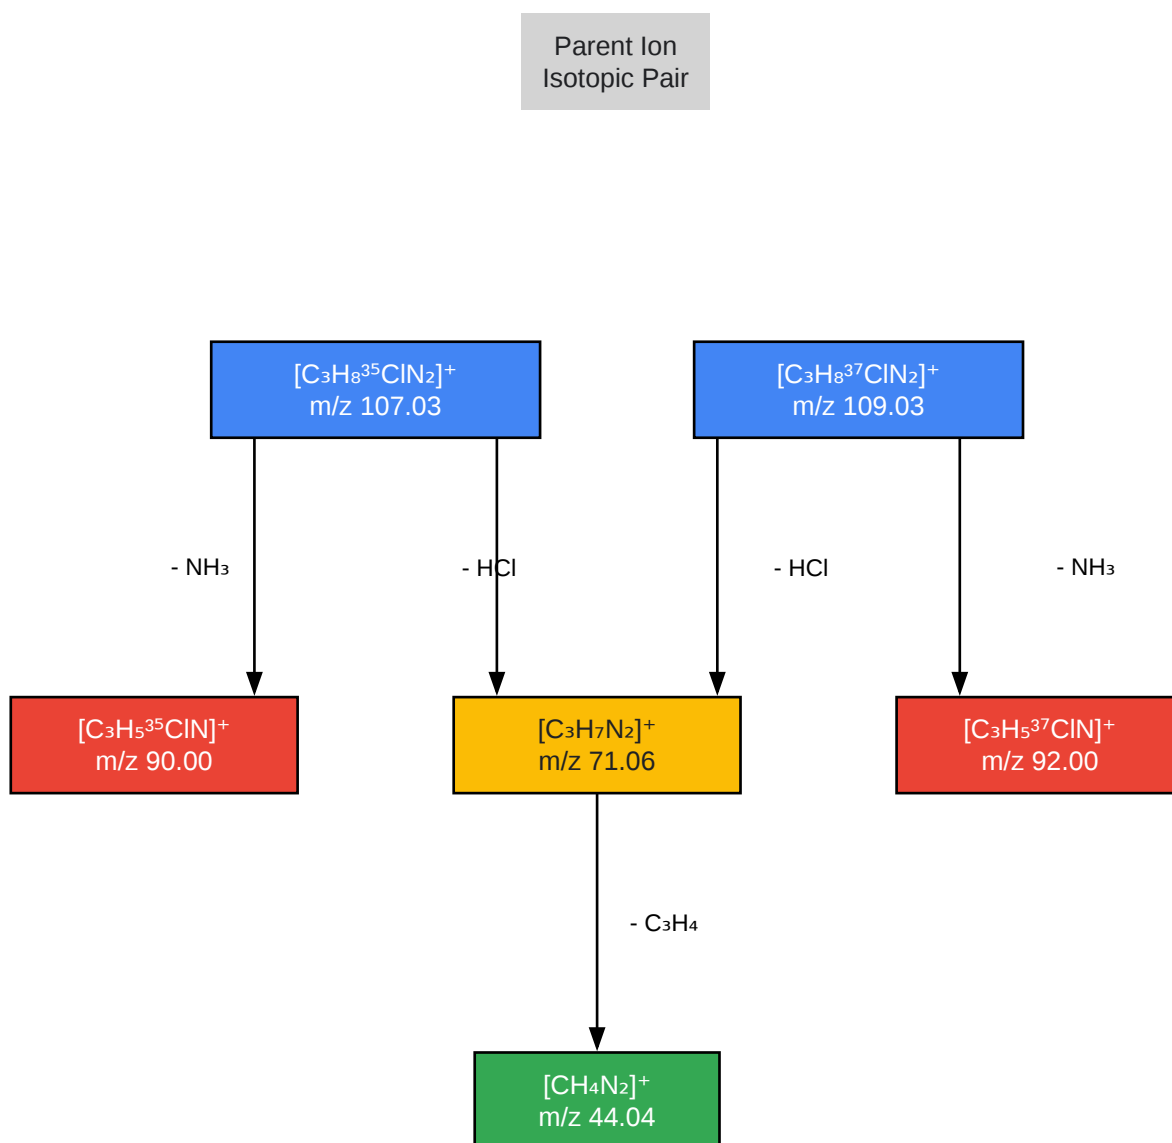 Parent Ion
Isotopic Pair
[C₃H₈³⁵ClN₂]⁺
m/z 107.03
[C₃H₈³⁷ClN₂]⁺
m/z 109.03
- NH₃
- HCl
- HCl
- NH₃
[C₃H₅³⁵ClN]⁺
m/z 90.00
[C₃H₇N₂]⁺
m/z 71.06
[C₃H₅³⁷ClN]⁺
m/z 92.00
- C₃H₄
[CH₄N₂]⁺
m/z 44.04